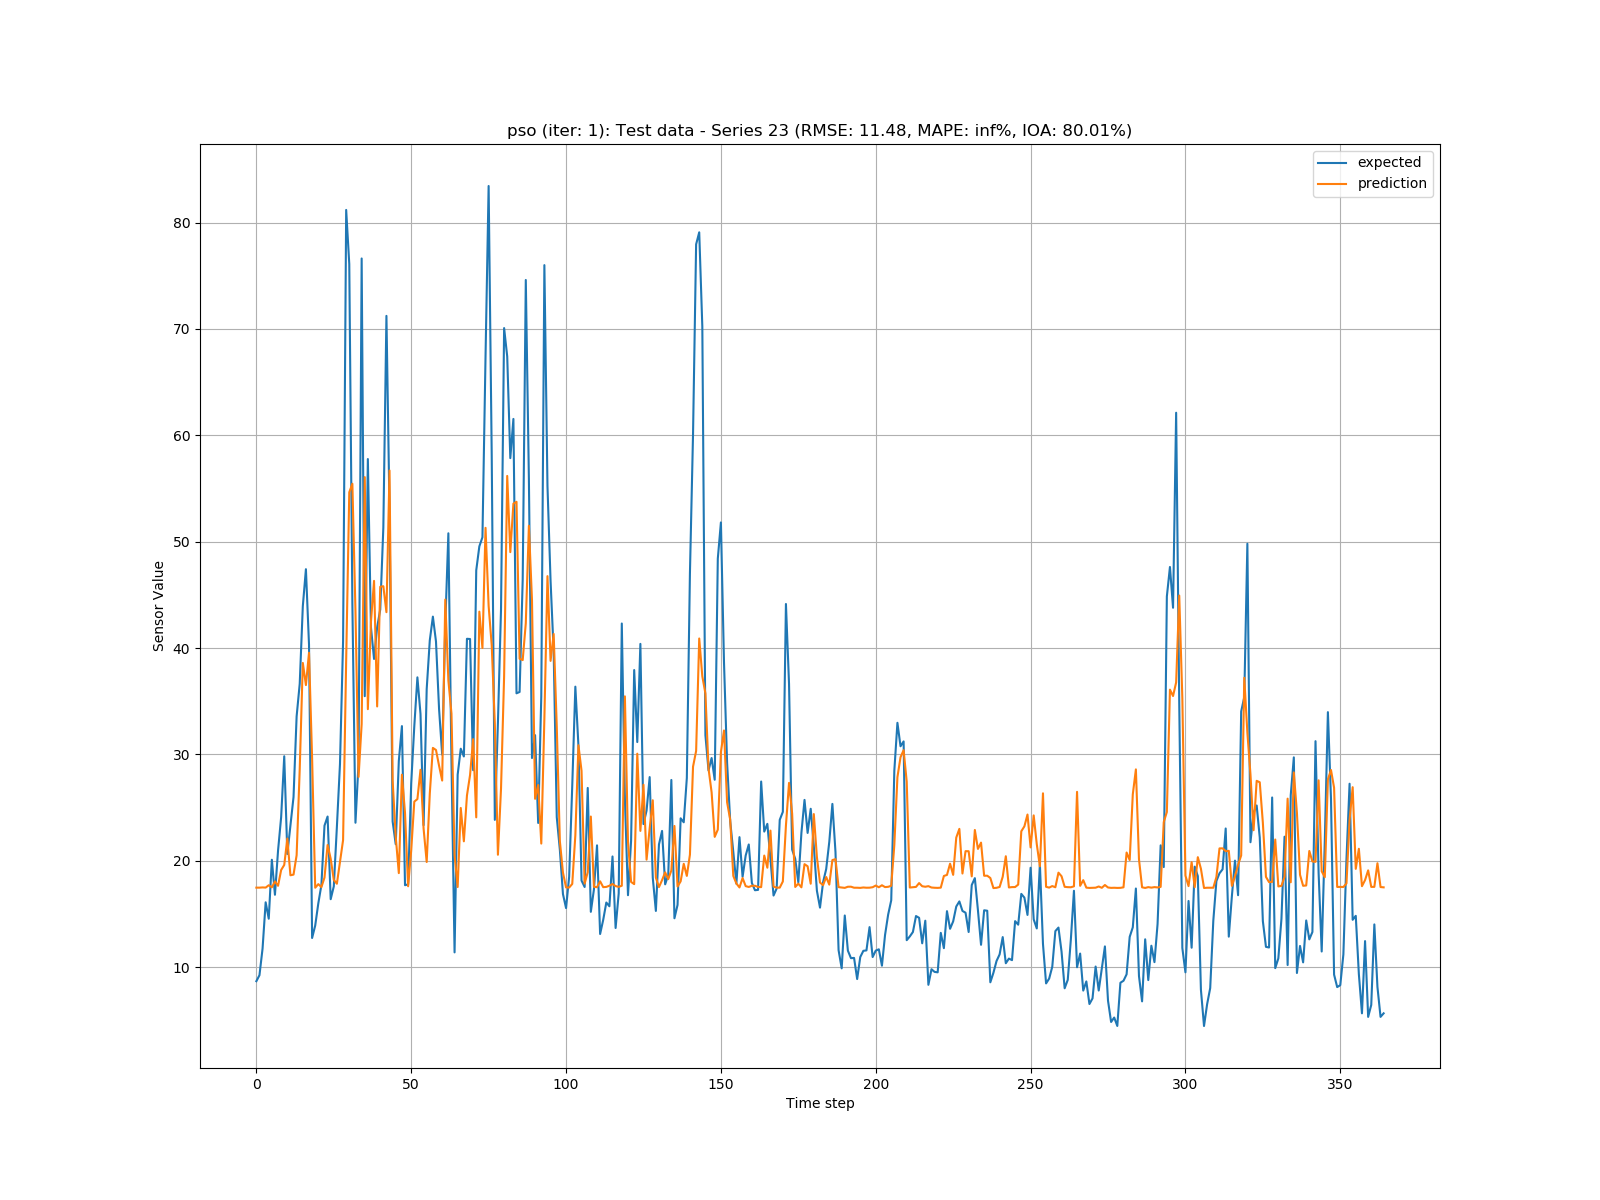 pso (iter: 1): Test data - Series 23 (RMSE: 11.48, MAPE: inf%, IOA: 80.01%)
expected
prediction
80
70
60
50
40
30
20
10
Sensor Value
0 50 100 150 200 250 300 350
Time step